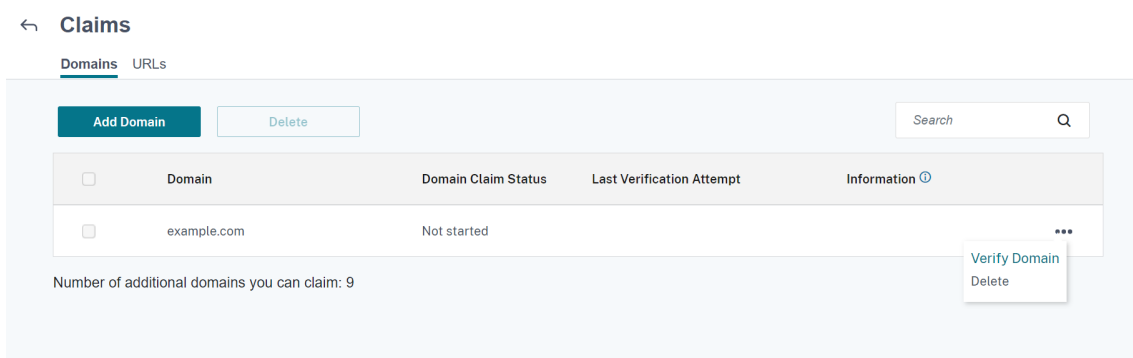 Claims
Domains URLs
Add Domain Delete Search
Domain Domain Claim Status Last Verification Attempt Information
example.com Not started
Verify Domain
Delete
Number of additional domains you can claim: 9